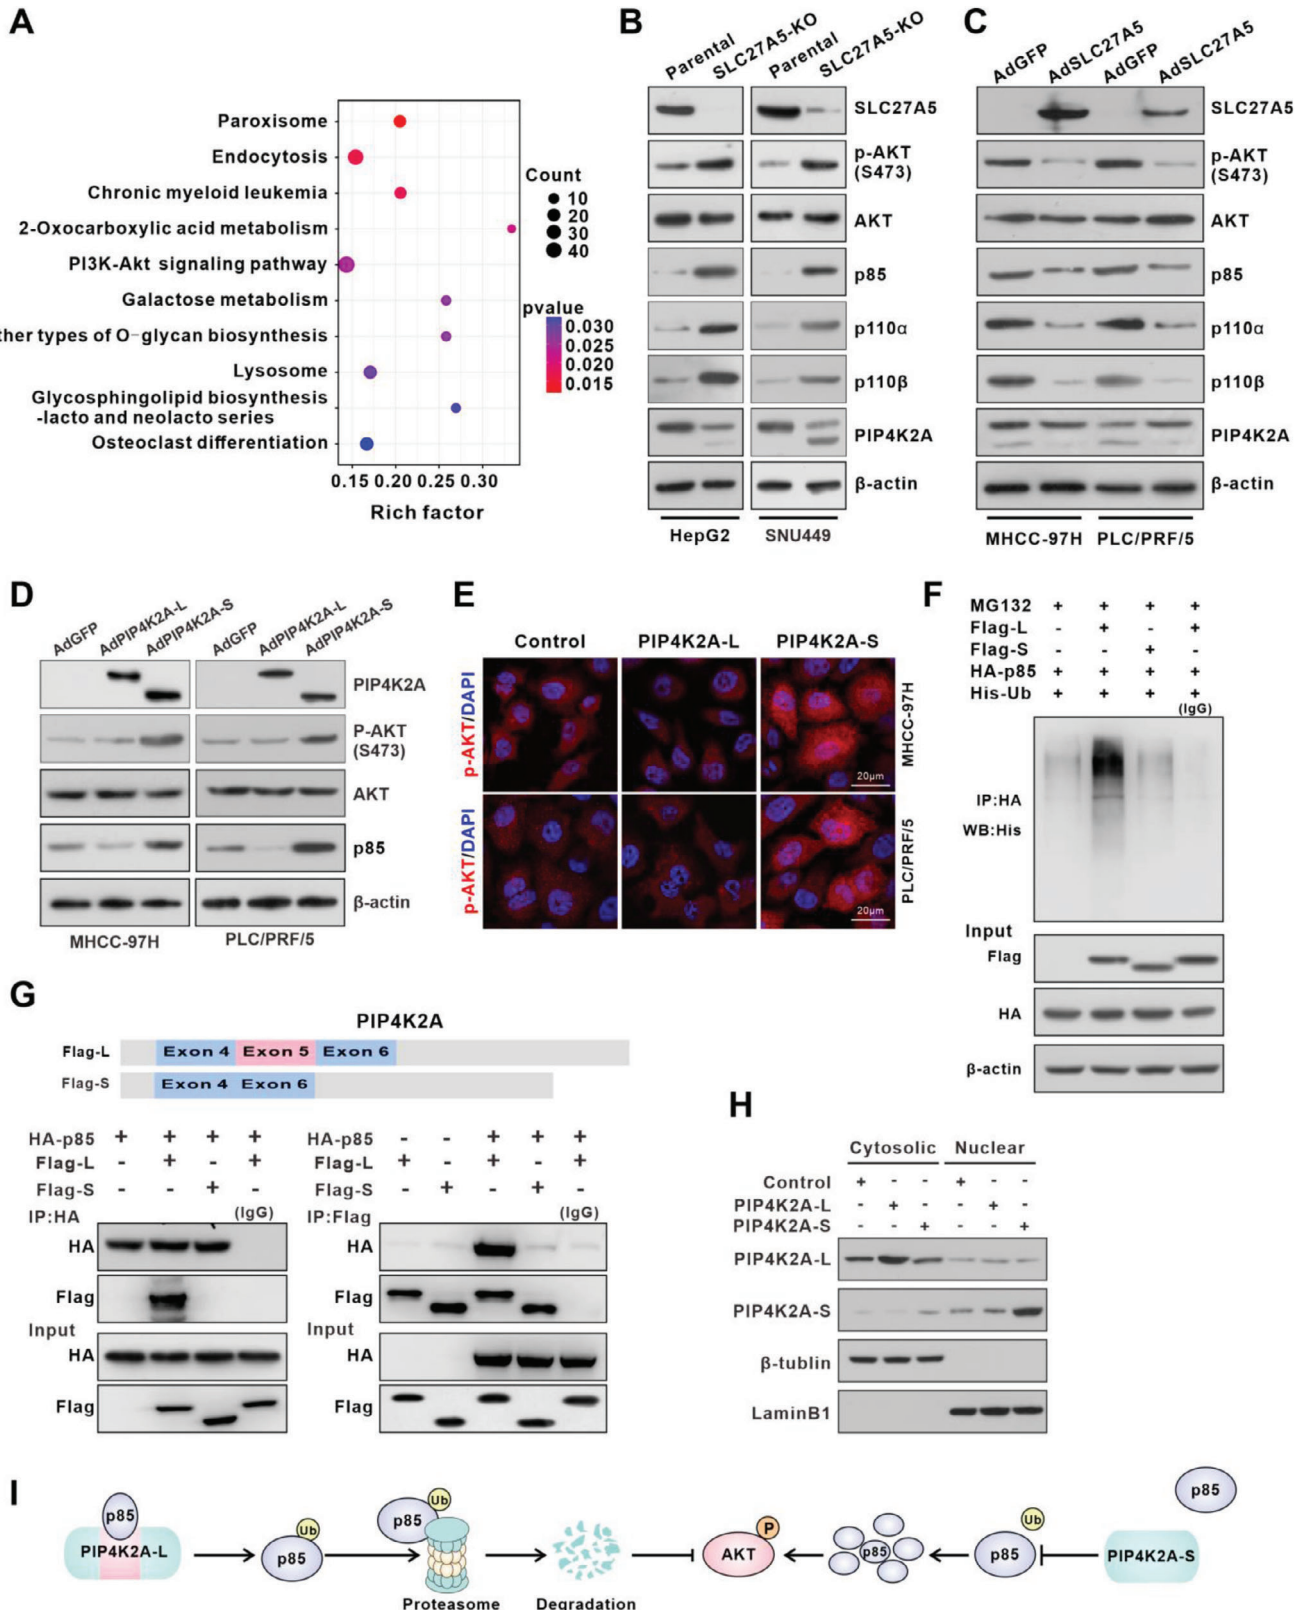 A
Paroxisome
Endocytosis
Chronic myeloid leukemia
2-Oxocarboxylic acid metabolism
PI3K-Akt signaling pathway
Galactose metabolism
her types of O-glycan biosynthesis
Lysosome
Glycosphingolipid biosynthesis
-lacto and neolacto series
Osteoclast differentiation
0.15 0.20 0.25 0.30
Rich factor
Count
10
20
30
40
pvalue
0.030
0.025
0.020
0.015
B
Parental SLC27A5-KO Parental SLC27A5-KO
SLC27A5
p-AKT
(S473)
AKT
p85
p110α
p110β
PIP4K2A
β-actin
HepG2 SNU449
C
AdGFP AdSLC27A5 AdGFP AdSLC27A5
SLC27A5
p-AKT
(S473)
AKT
p85
p110α
p110β
PIP4K2A
β-actin
MHCC-97H PLC/PRF/5
D
AdGFP AdPIP4K2A-L AdPIP4K2A-S AdGFP AdPIP4K2A-L AdPIP4K2A-S
PIP4K2A
P-AKT
(S473)
AKT
p85
β-actin
MHCC-97H PLC/PRF/5
E
Control PIP4K2A-L PIP4K2A-S
p-AKT/DAPI
20μm
MHCC-97H
p-AKT/DAPI
20μm
PLC/PRF/5
F
MG132 + + + +
Flag-L - + - +
Flag-S - - + -
HA-p85 + + + +
His-Ub + + + +
(IgG)
IP:HA
WB:His
Input
Flag
HA
β-actin
G
PIP4K2A
Flag-L Exon 4 Exon 5 Exon 6
Flag-S Exon 4 Exon 6
HA-p85 + + + +
Flag-L - + - +
Flag-S - - + -
IP:HA (IgG)
HA
Flag
Input
HA
Flag
HA-p85 - - + + +
Flag-L + - + - +
Flag-S - + - + -
IP:Flag (IgG)
HA
Flag
Input
HA
Flag
H
Cytosolic Nuclear
Control + - - + - -
PIP4K2A-L - + - - + -
PIP4K2A-S - - + - - +
PIP4K2A-L
PIP4K2A-S
β-tublin
LaminB1
I
p85
PIP4K2A-L
Ub
p85
Ub
p85
Proteasome
Degradation
P
AKT
p85
Ub
p85
PIP4K2A-S
p85